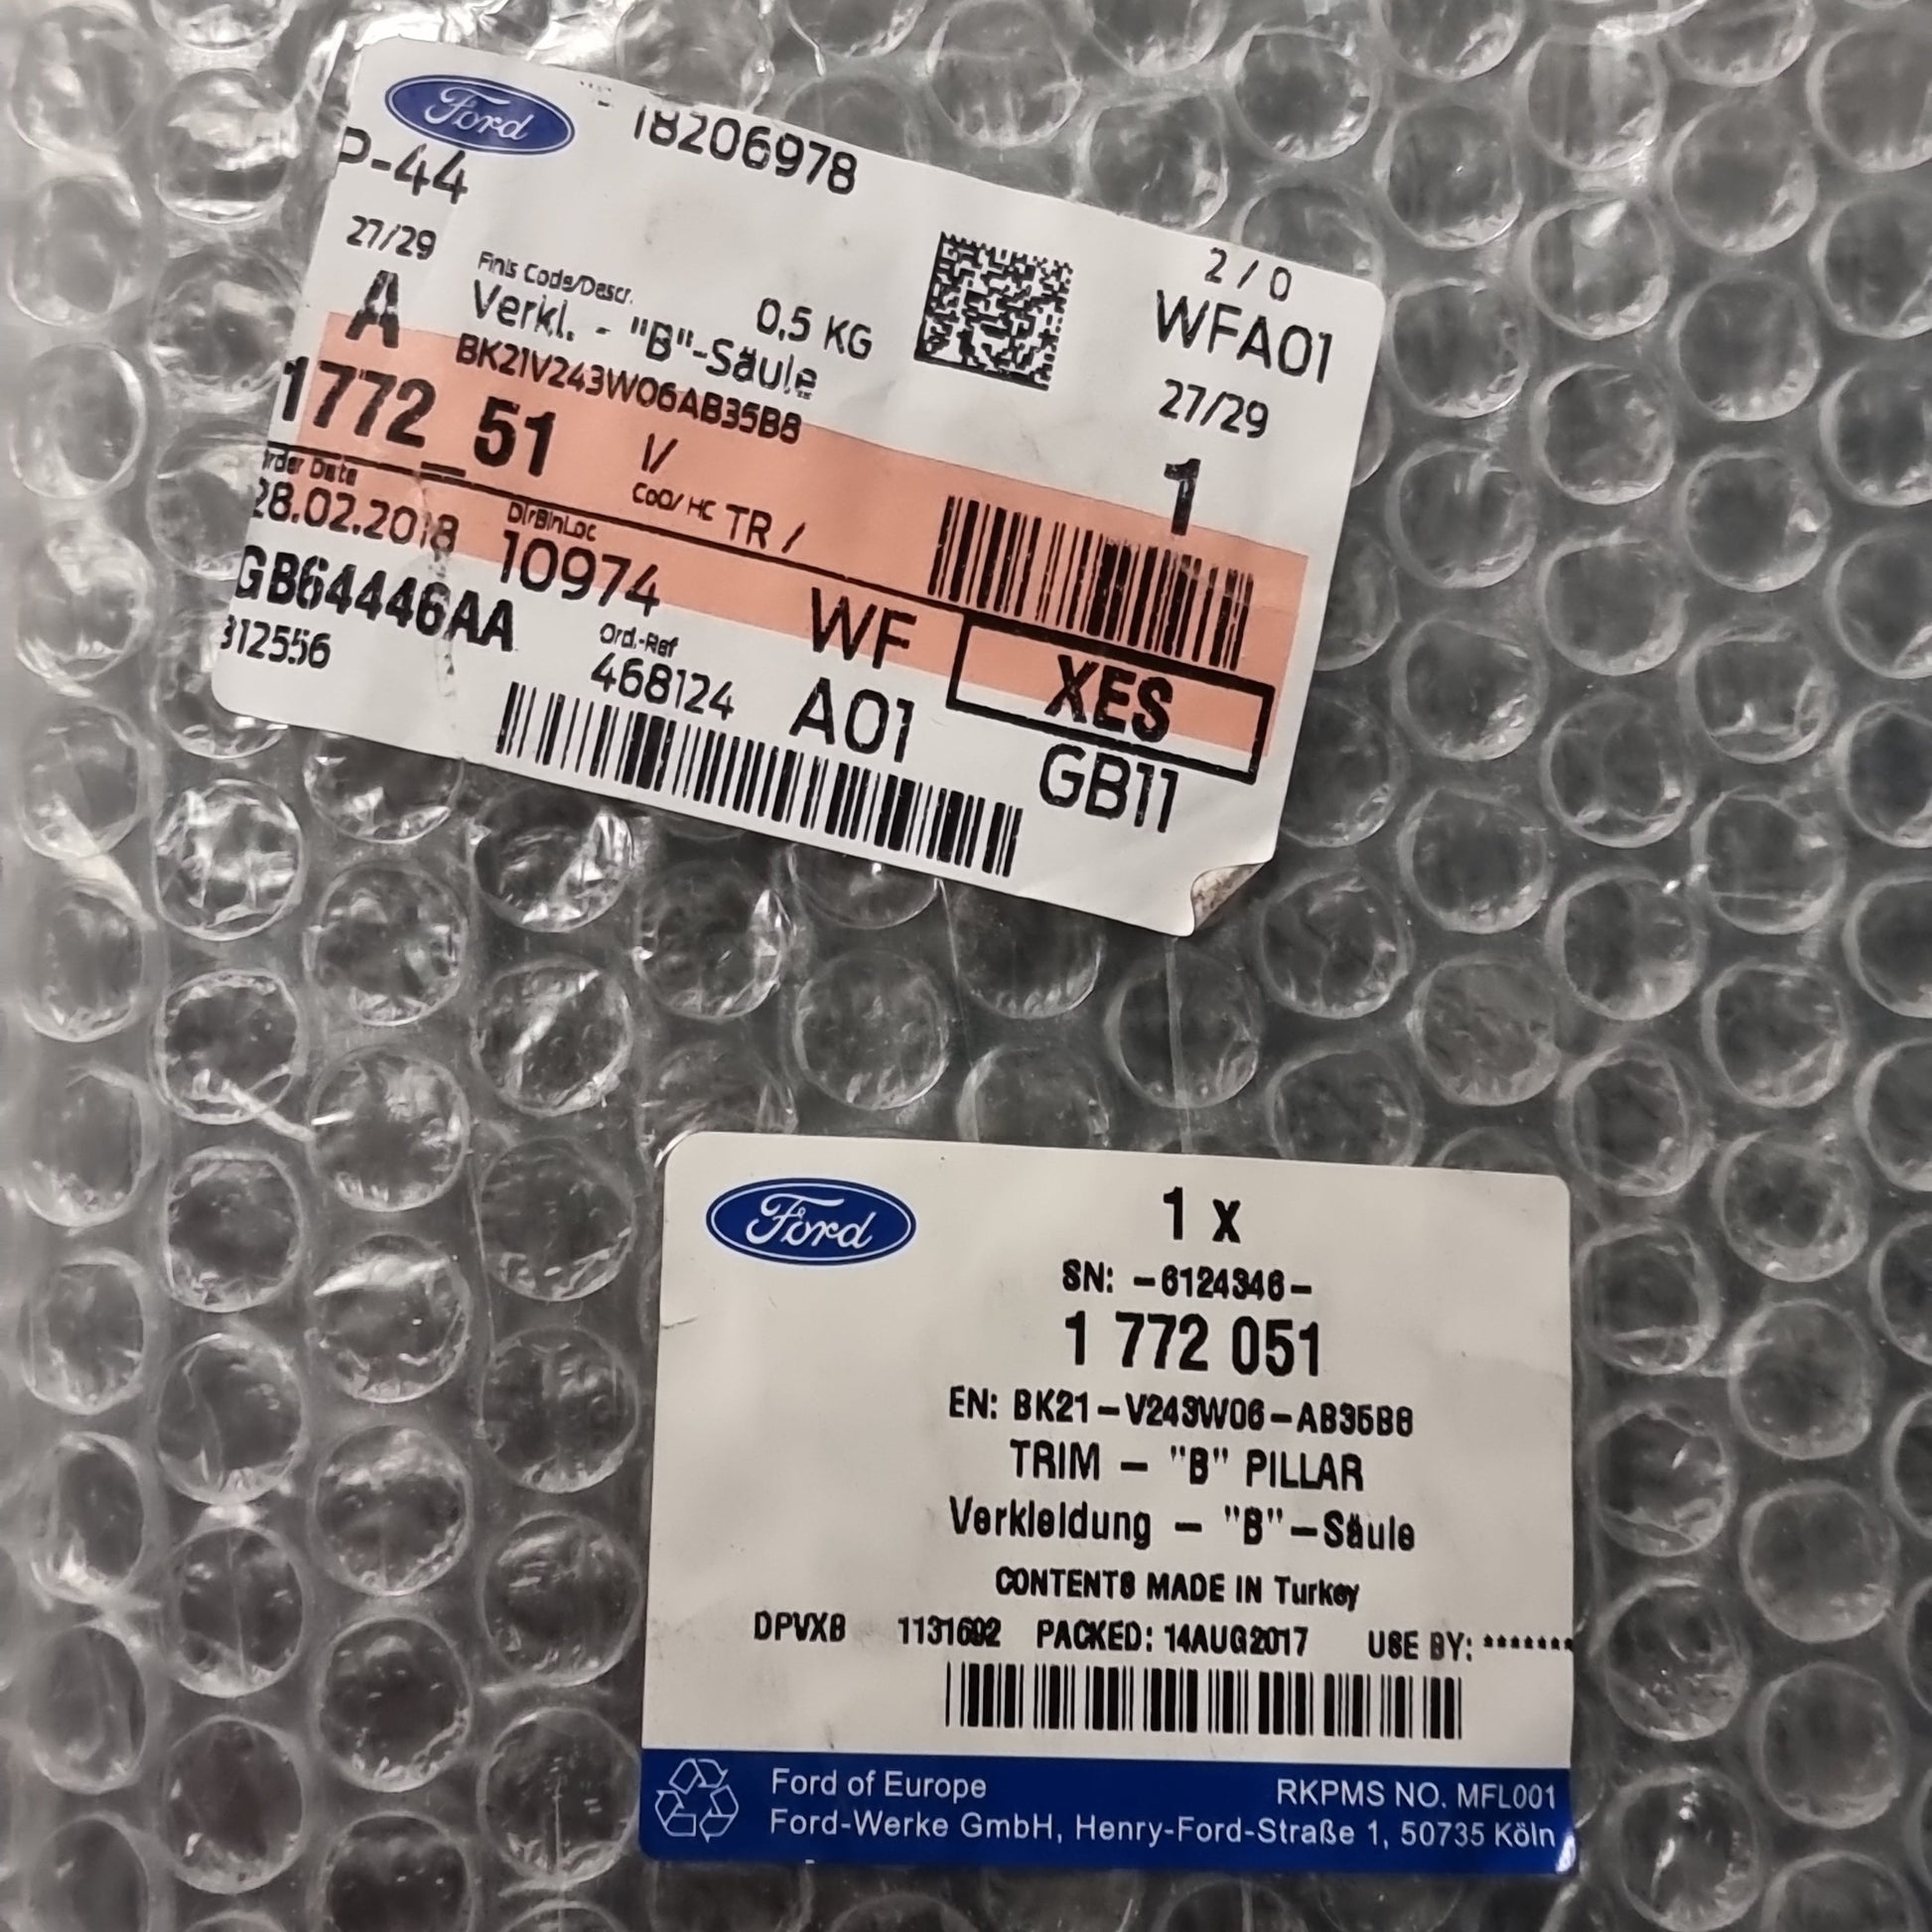 Ford
18206978
P-44
27/29
2 / 0
WFA01
27/29
A
Finis Code/Descr.
Verkl. - "B"-Säule
0.5 KG
BK21V243W06AB35B8
1
1772_51
1/
CoO/ HC TR /
rder Date
28.02.2018
DlrBinLoc
10974
GB64446AA
312556
Ord.-Ref
468124
WF
A01
XES
GB11
Ford
1 x
SN: -6124346-
1 772 051
EN: BK21-V243W06-AB35B8
TRIM - "B" PILLAR
Verkleidung - "B"-Säule
CONTENTS MADE IN Turkey
DPVXB 1131692 PACKED: 14AUG2017 USE BY: *******
Ford of Europe RKPMS NO. MFL001
Ford-Werke GmbH, Henry-Ford-Straße 1, 50735 Köln